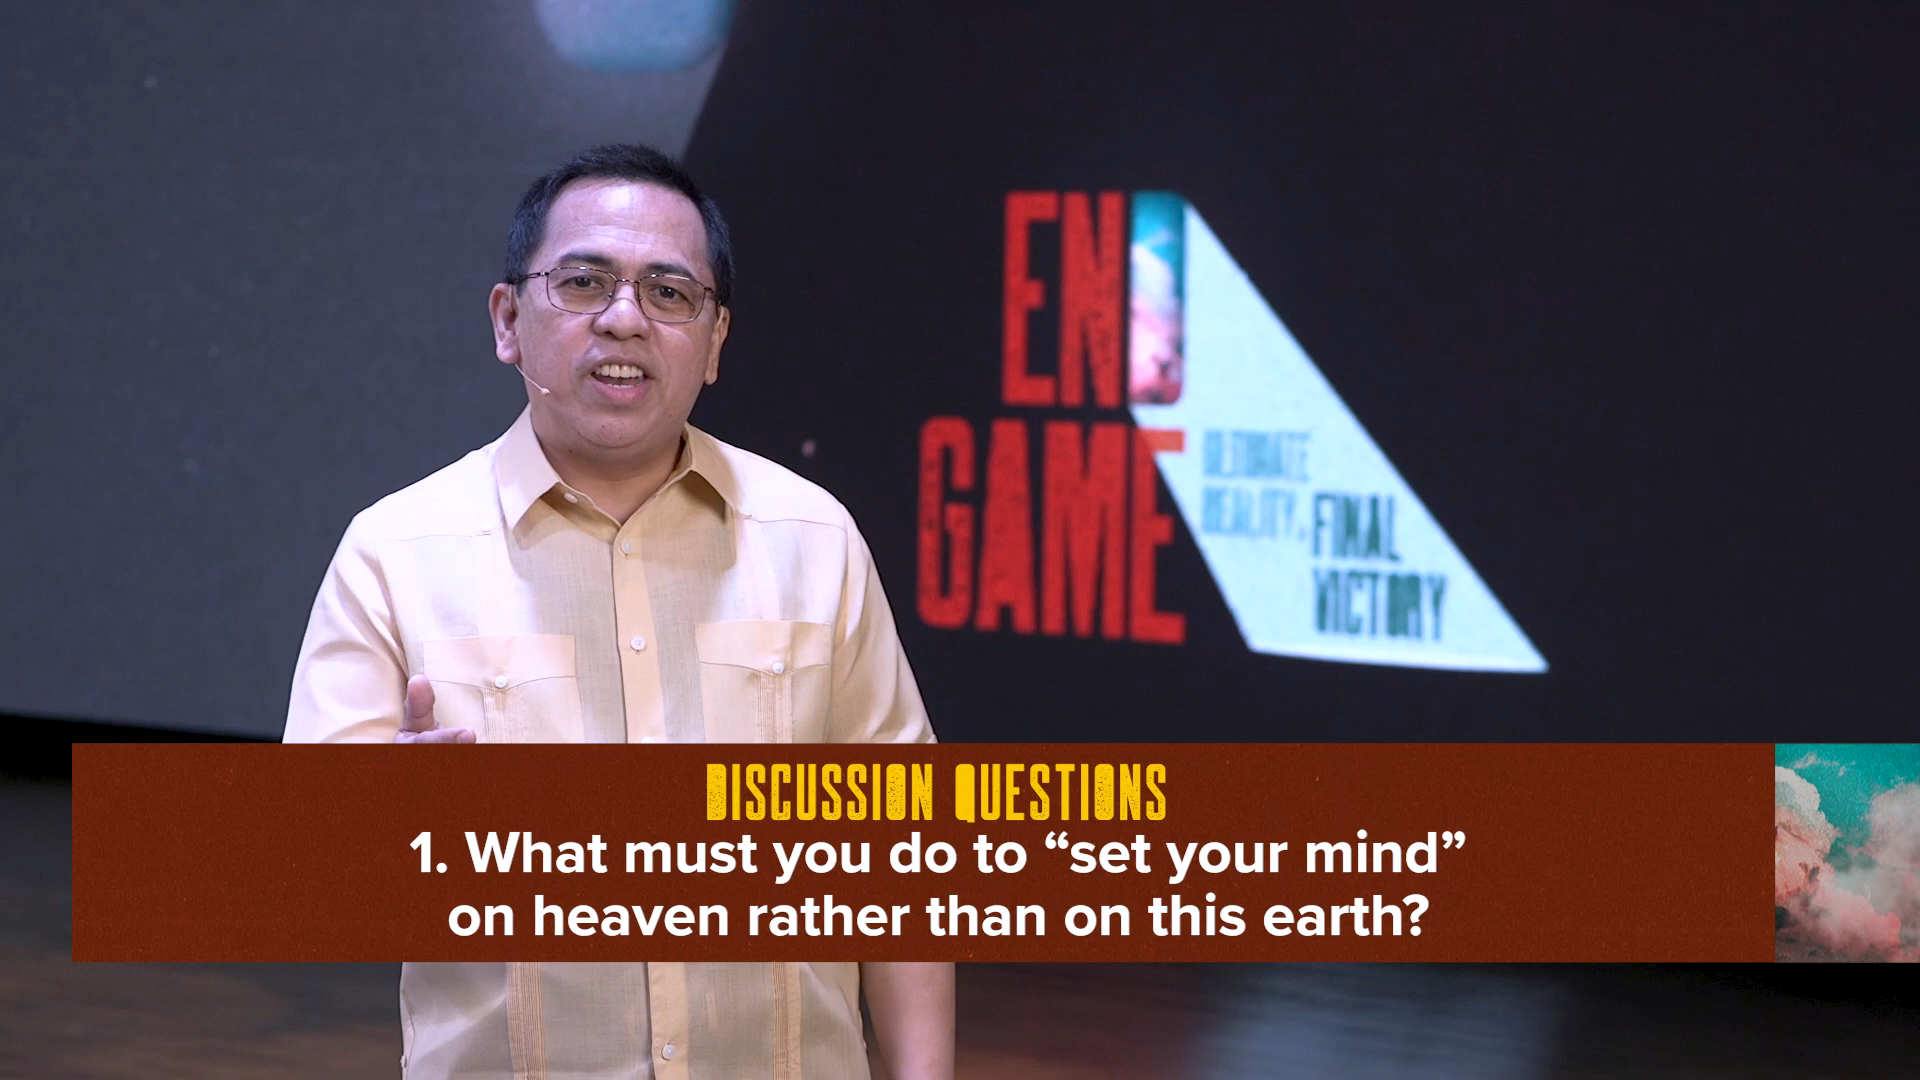 END
GAME
ULTIMATE
REALITY,
FINAL
VICTORY
DISCUSSION QUESTIONS
1. What must you do to “set your mind”
on heaven rather than on this earth?